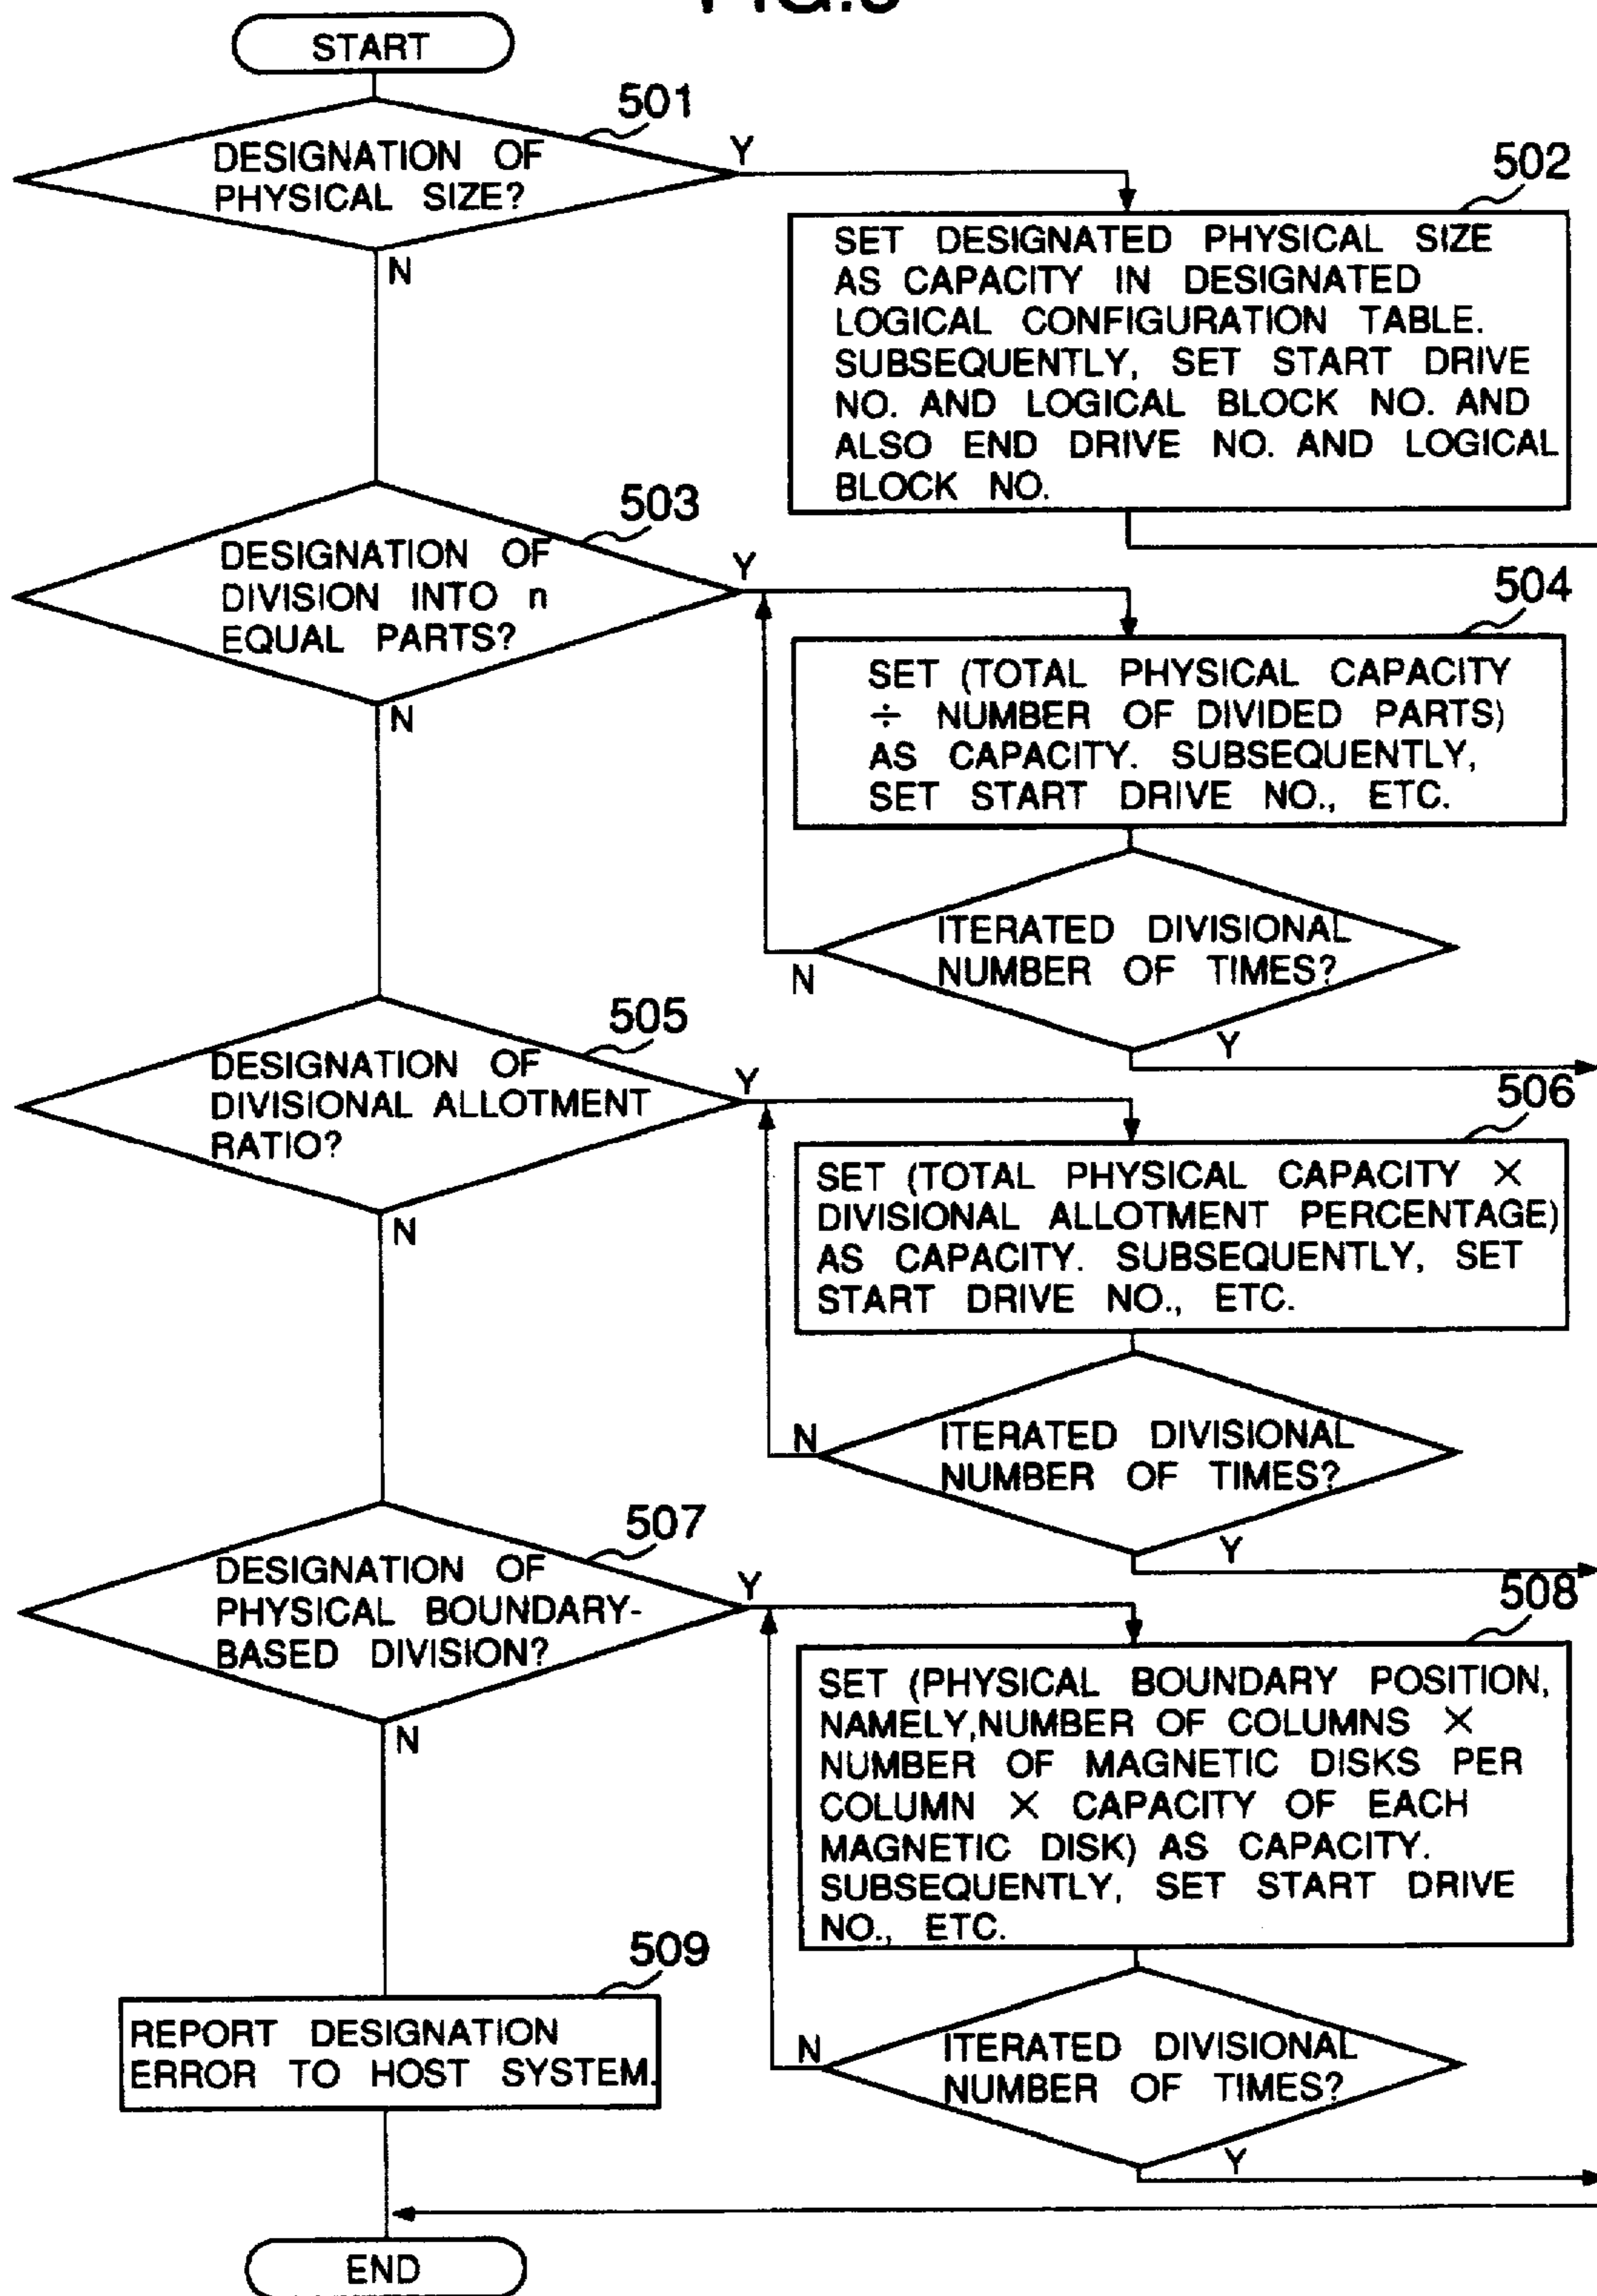 START
501
DESIGNATION OF
PHYSICAL SIZE?
Y
N
502
SET DESIGNATED PHYSICAL SIZE
AS CAPACITY IN DESIGNATED
LOGICAL CONFIGURATION TABLE.
SUBSEQUENTLY, SET START DRIVE
NO. AND LOGICAL BLOCK NO. AND
ALSO END DRIVE NO. AND LOGICAL
BLOCK NO.
503
DESIGNATION OF
DIVISION INTO n
EQUAL PARTS?
Y
N
504
SET (TOTAL PHYSICAL CAPACITY
÷ NUMBER OF DIVIDED PARTS)
AS CAPACITY. SUBSEQUENTLY,
SET START DRIVE NO., ETC.
ITERATED DIVISIONAL
NUMBER OF TIMES?
N
Y
505
DESIGNATION OF
DIVISIONAL ALLOTMENT
RATIO?
Y
N
506
SET (TOTAL PHYSICAL CAPACITY ×
DIVISIONAL ALLOTMENT PERCENTAGE)
AS CAPACITY. SUBSEQUENTLY, SET
START DRIVE NO., ETC.
ITERATED DIVISIONAL
NUMBER OF TIMES?
N
Y
507
DESIGNATION OF
PHYSICAL BOUNDARY-
BASED DIVISION?
Y
N
508
SET (PHYSICAL BOUNDARY POSITION,
NAMELY,NUMBER OF COLUMNS ×
NUMBER OF MAGNETIC DISKS PER
COLUMN × CAPACITY OF EACH
MAGNETIC DISK) AS CAPACITY.
SUBSEQUENTLY, SET START DRIVE
NO., ETC.
ITERATED DIVISIONAL
NUMBER OF TIMES?
N
Y
509
REPORT DESIGNATION
ERROR TO HOST SYSTEM.
END